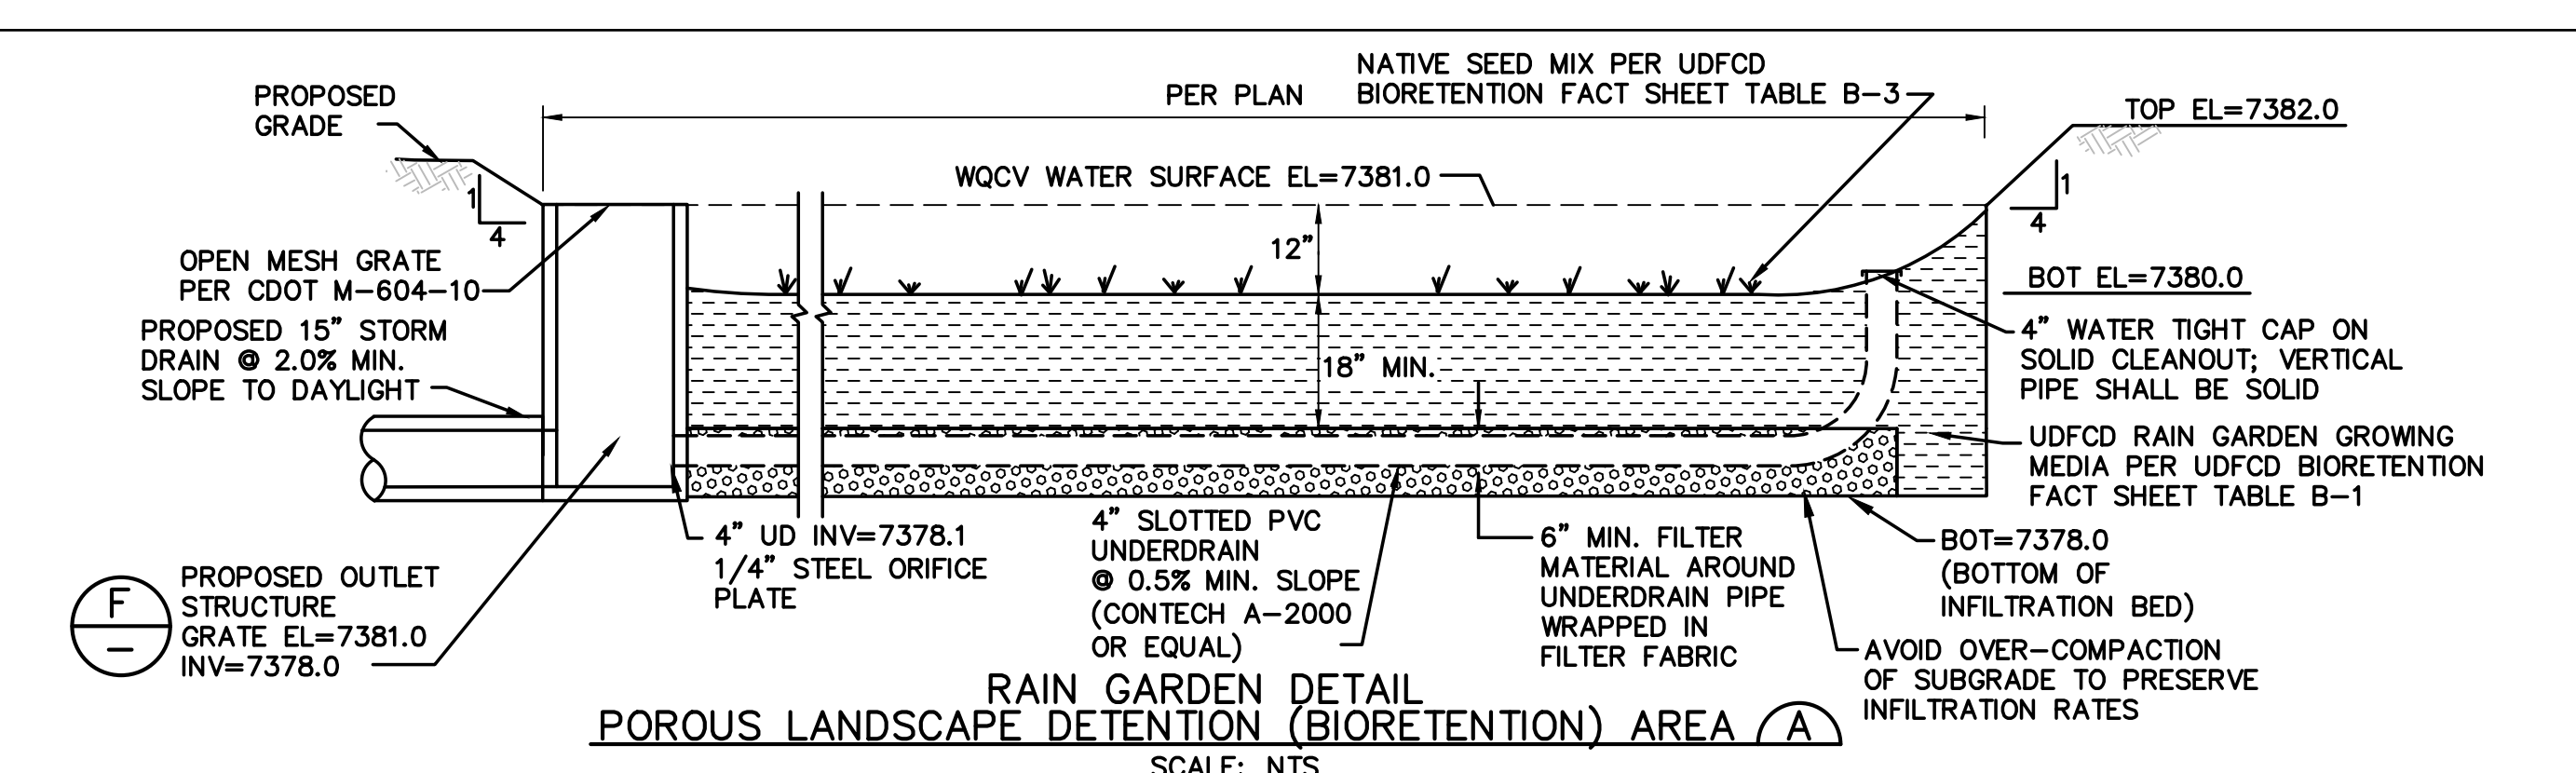 PROPOSED
GRADE
PER PLAN
NATIVE SEED MIX PER UDFCD
BIORETENTION FACT SHEET TABLE B-3
TOP EL=7382.0
WQCV WATER SURFACE EL=7381.0
1
4
1
4
12"
OPEN MESH GRATE
PER CDOT M-604-10
BOT EL=7380.0
PROPOSED 15" STORM
DRAIN @ 2.0% MIN.
SLOPE TO DAYLIGHT
18" MIN.
4" WATER TIGHT CAP ON
SOLID CLEANOUT; VERTICAL
PIPE SHALL BE SOLID
UDFCD RAIN GARDEN GROWING
MEDIA PER UDFCD BIORETENTION
FACT SHEET TABLE B-1
4" UD INV=7378.1
1/4" STEEL ORIFICE
PLATE
4" SLOTTED PVC
UNDERDRAIN
@ 0.5% MIN. SLOPE
(CONTECH A-2000
OR EQUAL)
6" MIN. FILTER
MATERIAL AROUND
UNDERDRAIN PIPE
WRAPPED IN
FILTER FABRIC
BOT=7378.0
(BOTTOM OF
INFILTRATION BED)
AVOID OVER-COMPACTION
OF SUBGRADE TO PRESERVE
INFILTRATION RATES
F
-
PROPOSED OUTLET
STRUCTURE
GRATE EL=7381.0
INV=7378.0
RAIN GARDEN DETAIL
POROUS LANDSCAPE DETENTION (BIORETENTION) AREA A
SCALE: NTS